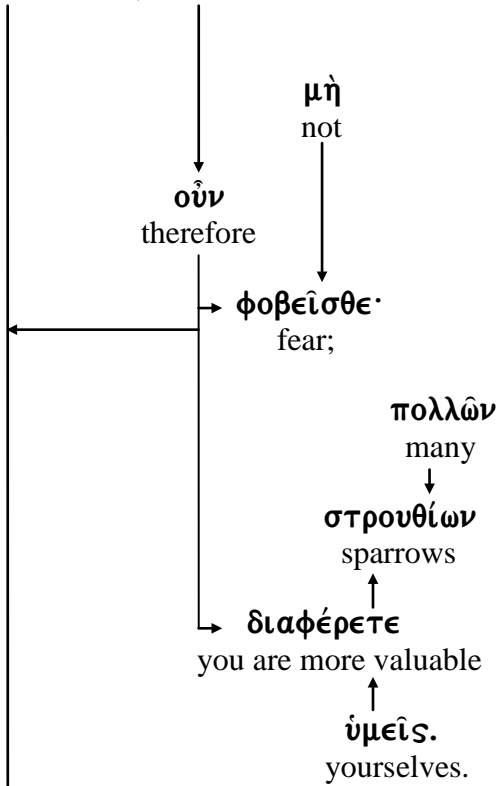 μὴ
not
οὖν
therefore
φοβεῖσθε·
fear;
πολλῶν
many
στρουθίων
sparrows
διαφέρετε
you are more valuable
ὑμεῖς.
yourselves.